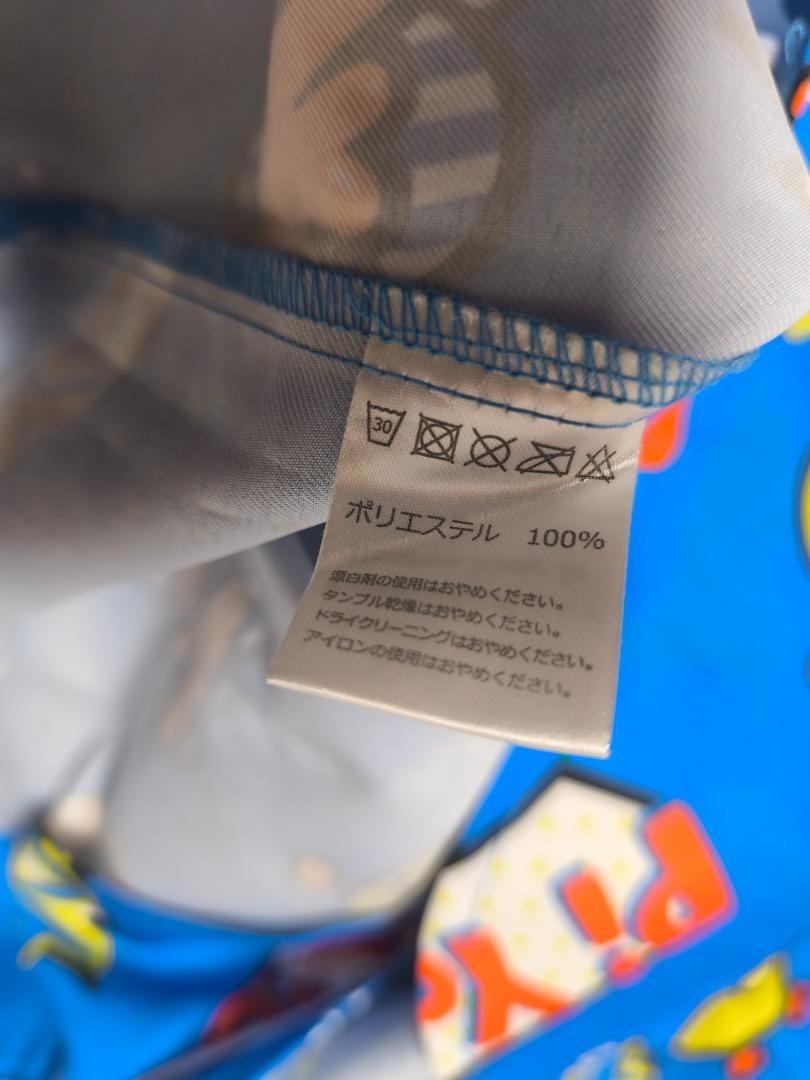 30
ポリエステル 100%
漂白剤の使用はおやめください。
タンブル乾燥はおやめください。
ドライクリーニングはおやめください。
アイロンの使用はおやめください。